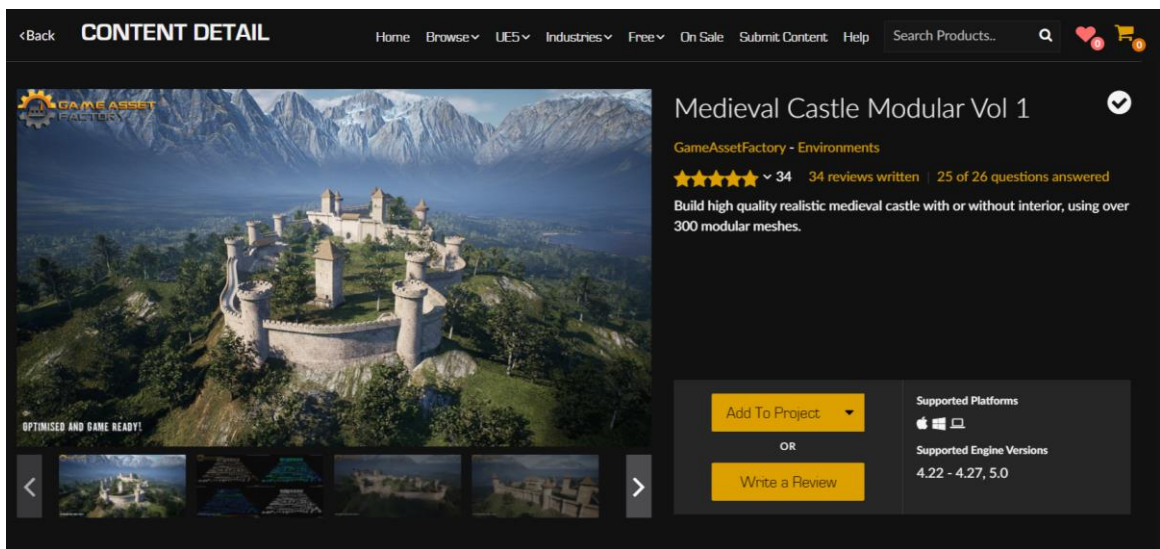 <Back
CONTENT DETAIL
Home Browse UE5 Industries Free On Sale Submit Content Help
Search Products..
0
0
GAME ASSET
FACTORY
OPTIMISED AND GAME READY!
Medieval Castle Modular Vol 1
GameAssetFactory - Environments
34 34 reviews written | 25 of 26 questions answered
Build high quality realistic medieval castle with or without interior, using over
300 modular meshes.
Add To Project
OR
Write a Review
Supported Platforms
Supported Engine Versions
4.22 - 4.27, 5.0